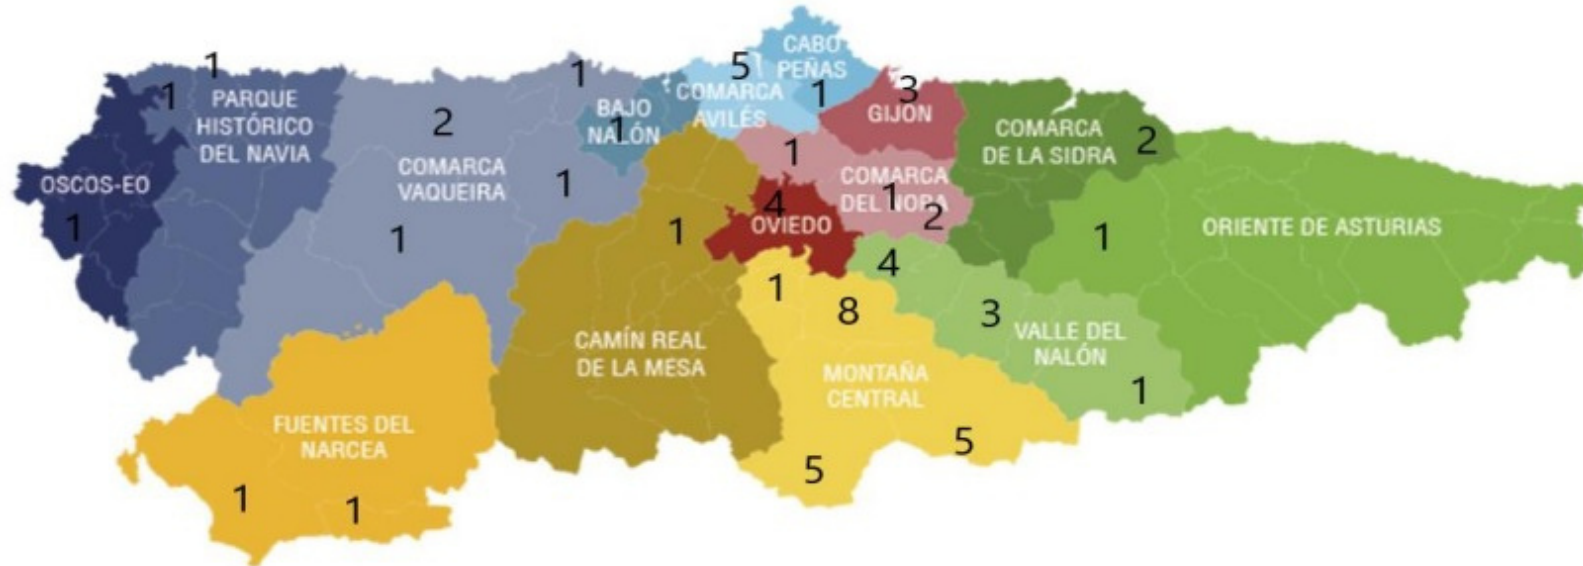 1
1
PARQUE
HISTÓRICO
DEL NAVIA
OSCOS-EO
1
2
1
COMARCA
VAQUEIRA
1
1
BAJO
NALÓN
1
5
COMARCA
AVILÉS
CABO
PEÑAS
1
3
GIJON
1
COMARCA
DEL NORA
1
2
4
OVIEDO
COMARCA
DE LA SIDRA
2
1
ORIENTE DE ASTURIAS
1
CAMÍN REAL
DE LA MESA
1
8
MONTAÑA
CENTRAL
5
5
4
3
VALLE DEL
NALÓN
1
FUENTES DEL
NARCEA
1
1